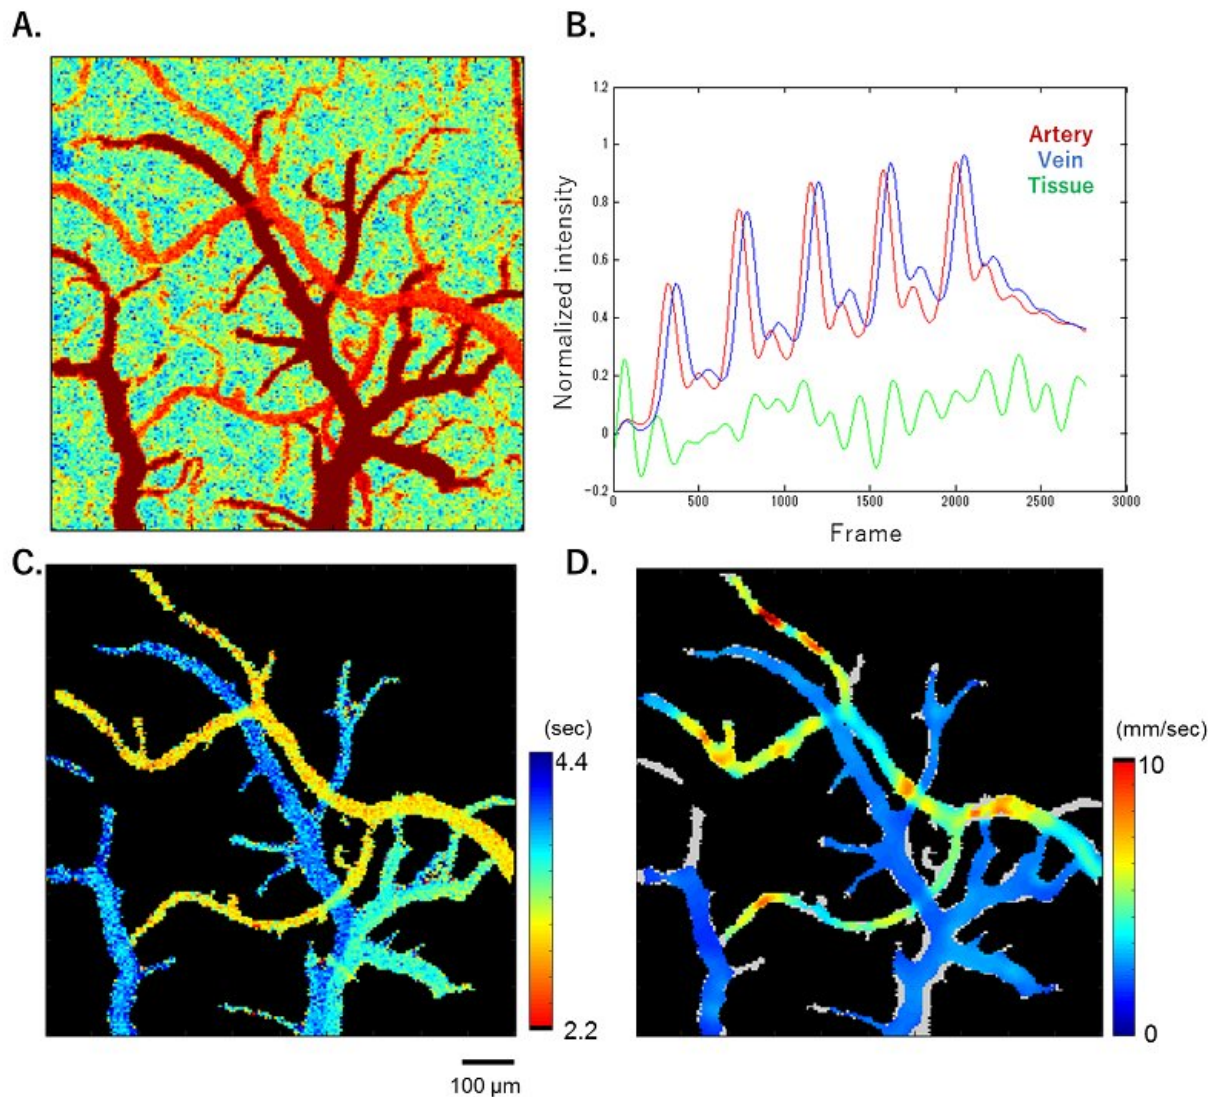 A.
B.
1.2
1
0.8
0.6
0.4
0.2
0
−0.2
Normalized intensity
Artery
Vein
Tissue
0 500 1000 1500 2000 2500 3000
Frame
C.
(sec)
4.4
2.2
100 µm
D.
(mm/sec)
10
0